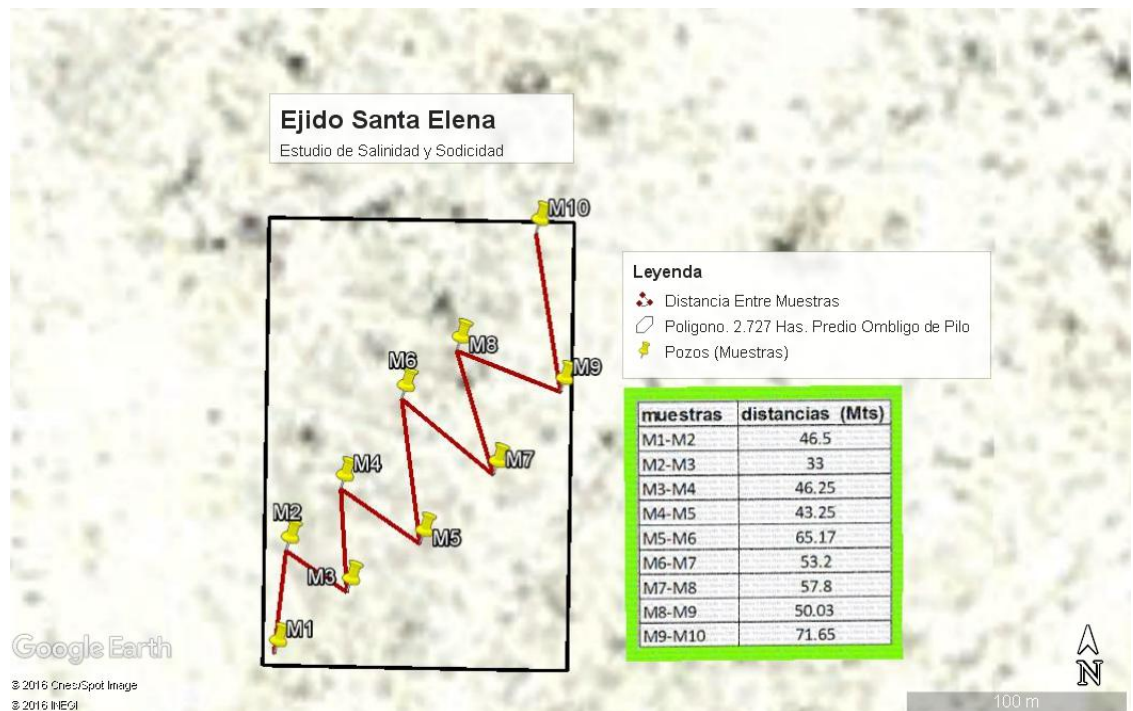 Ejido Santa Elena
Estudio de Salinidad y Sodicidad
M10
Leyenda
Distancia Entre Muestras
Poligono. 2.727 Has. Predio Ombligo de Pilo
Pozos (Muestras)
M8
M6
M9
M7
M4
M5
M2
M3
M1
muestras distancias (Mts)
M1-M2 46.5
M2-M3 33
M3-M4 46.25
M4-M5 43.25
M5-M6 65.17
M6-M7 53.2
M7-M8 57.8
M8-M9 50.03
M9-M10 71.65
Google Earth
© 2016 Cnes/Spot Image
© 2016 INEGI
N
100 m